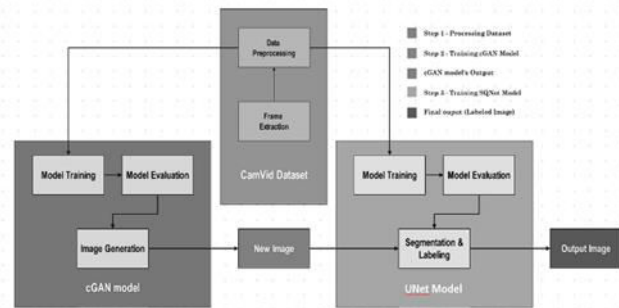 Data
Preprocessing
Frame
Extraction
CamVid Dataset
Step 1 - Processing Dataset
Step 2 - Training cGAN Model
cGAN model's Output
Step 3 - Training SQNet Model
Final ouput (Labeled Image)
Model Training
Model Evaluation
Image Generation
cGAN model
New Image
Model Training
Model Evaluation
Segmentation &
Labeling
UNet Model
Output Image